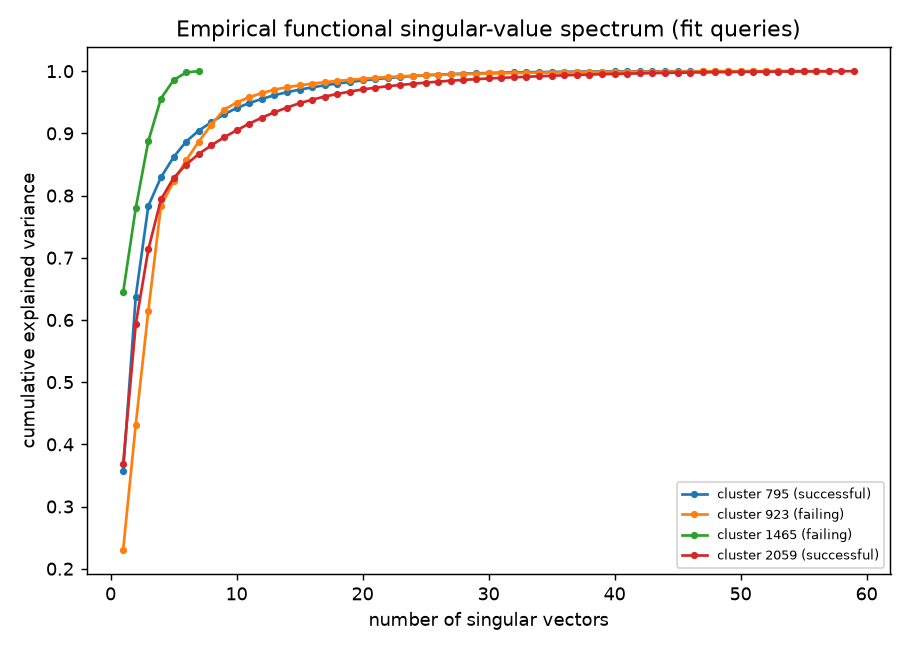 Empirical functional singular-value spectrum (fit queries)
cumulative explained variance
1.0
0.9
0.8
0.7
0.6
0.5
0.4
0.3
0.2
0
10
20
30
40
50
60
number of singular vectors
cluster 795 (successful)
cluster 923 (failing)
cluster 1465 (failing)
cluster 2059 (successful)